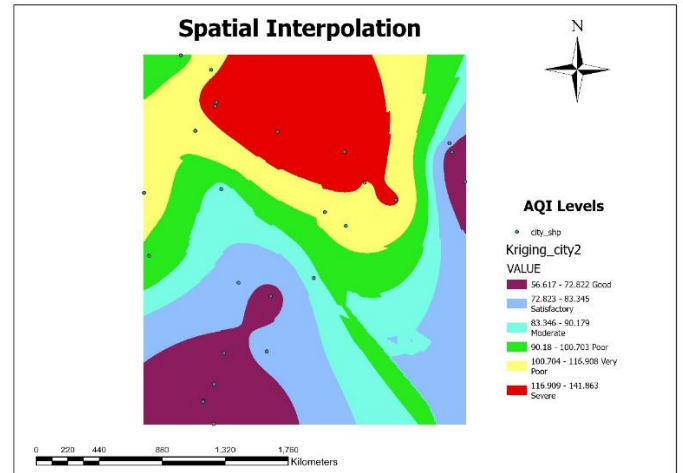 Spatial Interpolation
N
AQI Levels
city_shp
Kriging_city2
VALUE
56.617 - 72.822 Good
72.823 - 83.345
Satisfactory
83.346 - 90.179
Moderate
90.18 - 100.703 Poor
100.704 - 116.908 Very
Poor
116.909 - 141.863
Severe
0 220 440 880 1,320 1,760
Kilometers